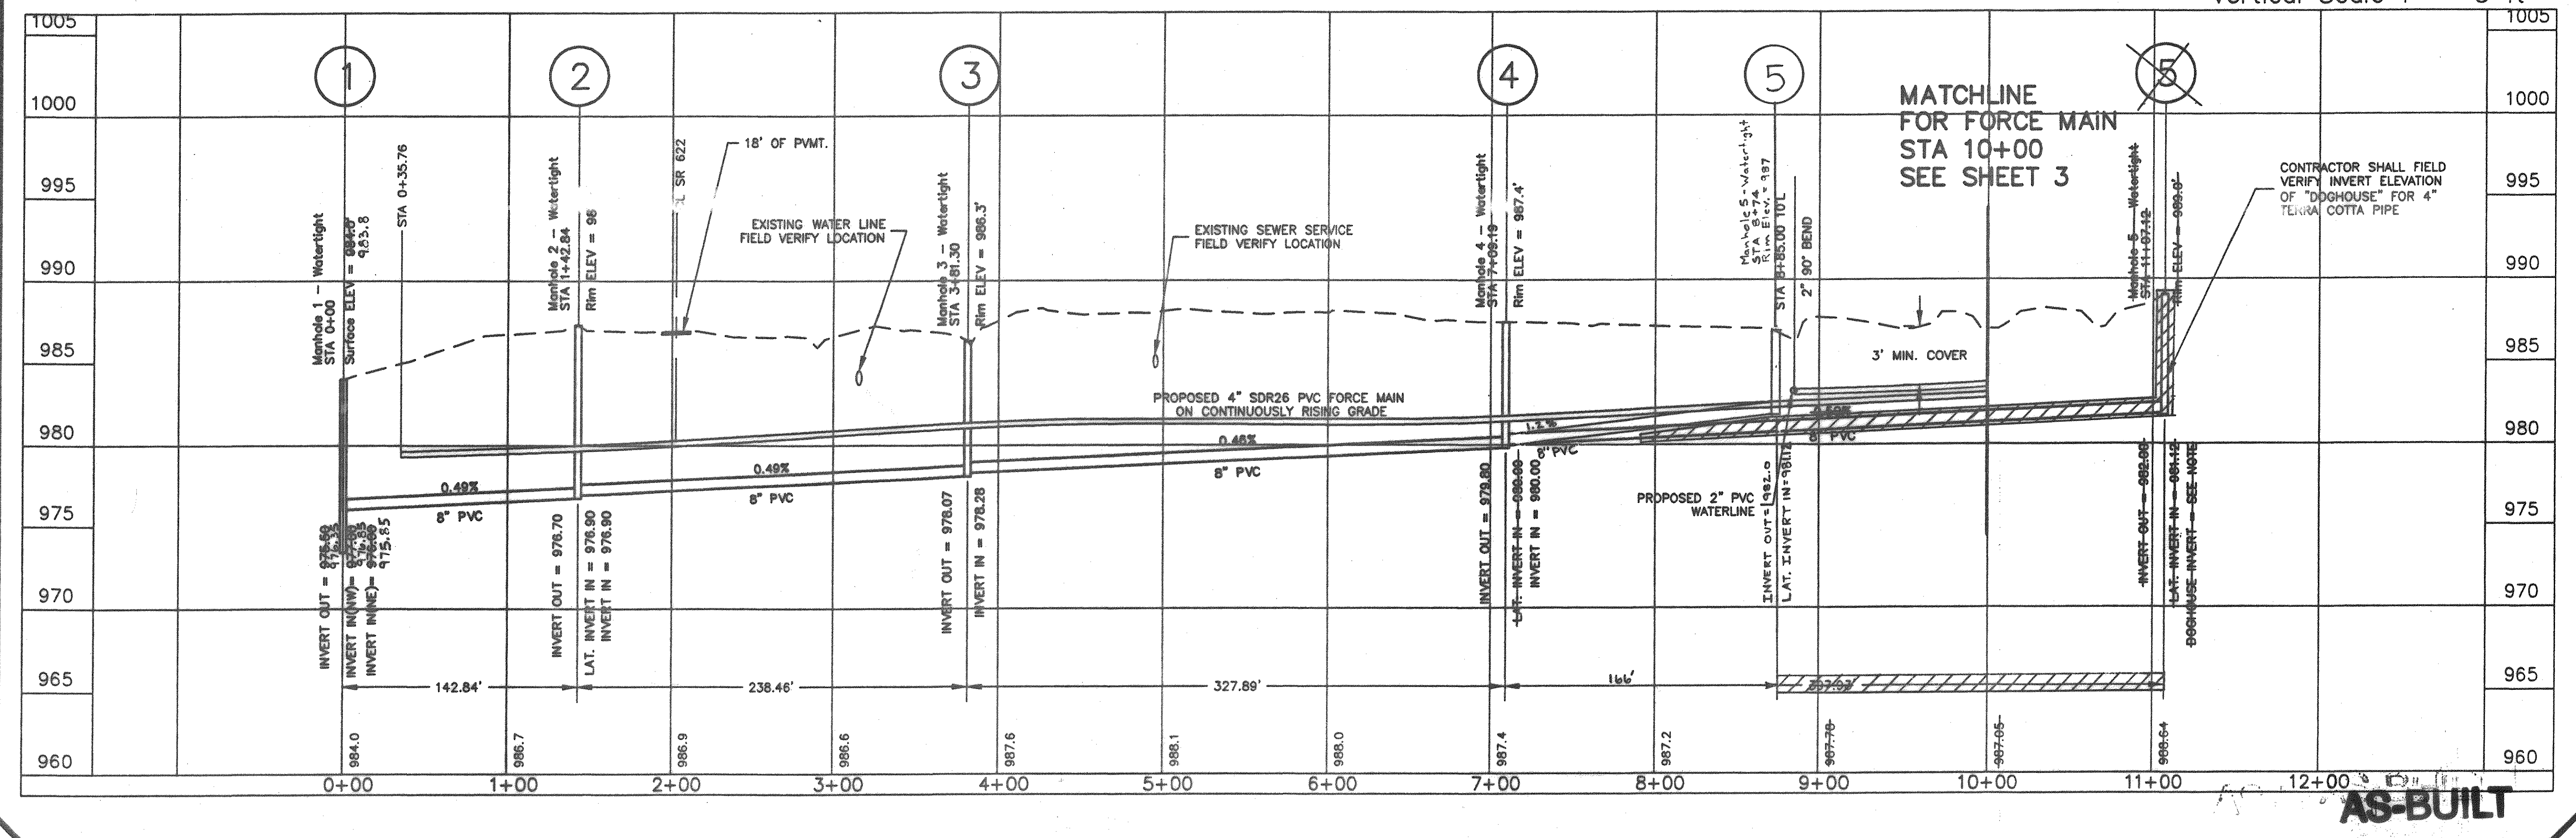 1005
1000
995
990
985
980
975
970
965
960
1
2
3
4
5
5
1005
1000
995
990
985
980
975
970
965
960
Manhole 1 - Watertight
STA 0+00
Surface ELEV = 984.0'
983.8
STA 0+35.76
Manhole 2 - Watertight
STA 1+42.84
Rim ELEV = 98
SR 622
18' OF PVMT.
EXISTING WATER LINE
FIELD VERIFY LOCATION
Manhole 3 - Watertight
STA 3+81.30
Rim ELEV = 986.3'
EXISTING SEWER SERVICE
FIELD VERIFY LOCATION
Manhole 4 - Watertight
STA 7+09.19
Rim ELEV = 987.4'
Manhole 5 - Watertight
STA 8+74
Rim Elev. = 987
STA 8+85.00 10'L
2" 90° BEND
MATCHLINE
FOR FORCE MAIN
STA 10+00
SEE SHEET 3
Manhole 5 - Watertight
STA 11+07.12
Rim ELEV = 989.0'
CONTRACTOR SHALL FIELD
VERIFY INVERT ELEVATION
OF "DOGHOUSE" FOR 4"
TERRA COTTA PIPE
3' MIN. COVER
PROPOSED 4" SDR26 PVC FORCE MAIN
ON CONTINUOUSLY RISING GRADE
0.49%
8" PVC
0.49%
8" PVC
0.46%
8" PVC
1.2%
8" PVC
0.50%
8" PVC
PROPOSED 2" PVC
WATERLINE
INVERT OUT =
976.35
INVERT IN(NW)=
976.85
INVERT IN(NE)= 976.00
975.85
INVERT OUT = 976.70
LAT. INVERT IN = 976.90
INVERT IN = 976.90
INVERT OUT = 978.07
INVERT IN = 978.28
INVERT OUT = 979.80
LAT. INVERT IN = 980.00
INVERT IN = 980.00
INVERT OUT = 982.0
LAT. INVERT IN = 981.12
INVERT OUT = 982.00
LAT. INVERT IN = 981.12
DOGHOUSE INVERT = SEE NOTE
142.84'
238.46'
327.89'
166'
984.0
986.7
986.9
986.6
987.6
988.1
988.0
987.4
987.2
987.78
987.05
988.64
0+00
1+00
2+00
3+00
4+00
5+00
6+00
7+00
8+00
9+00
10+00
11+00
12+00
AS-BUILT